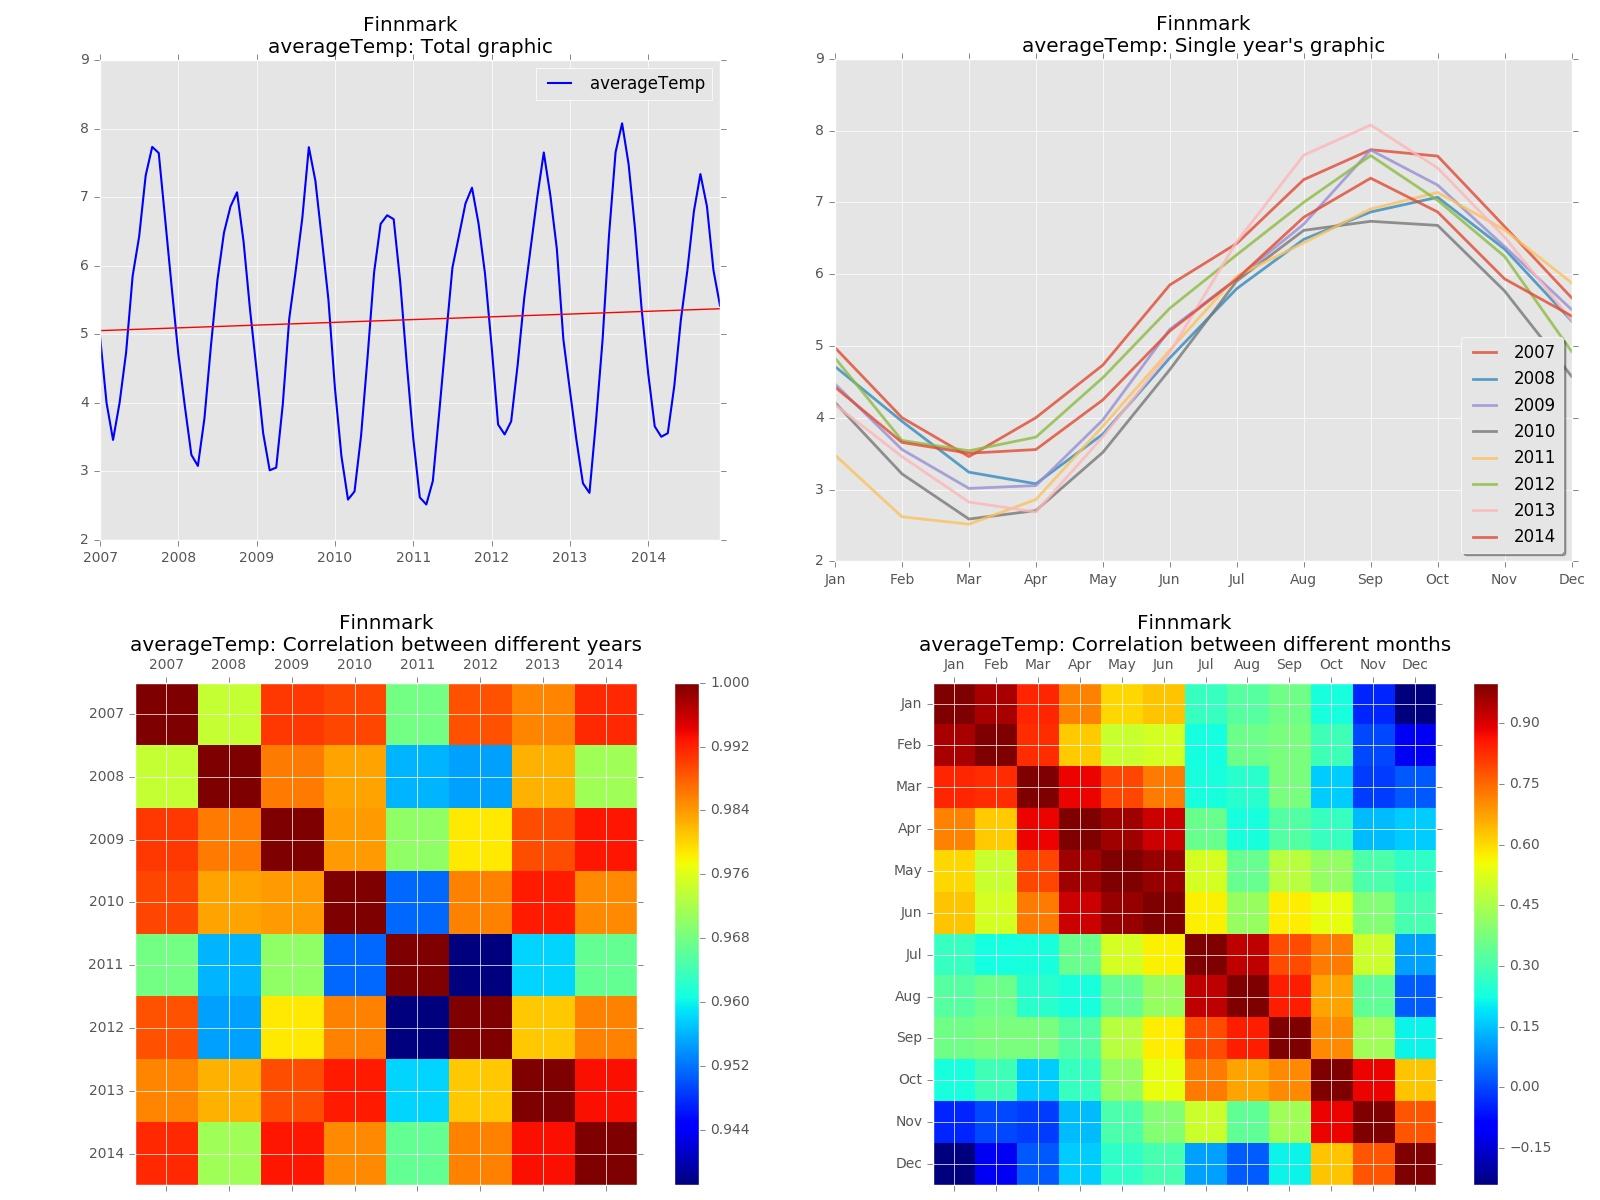 Finnmark
averageTemp: Total graphic
averageTemp
9
8
7
6
5
4
3
2
2007 2008 2009 2010 2011 2012 2013 2014
Finnmark
averageTemp: Single year's graphic
9
8
7
6
5
4
3
2
2007
2008
2009
2010
2011
2012
2013
2014
Jan Feb Mar Apr May Jun Jul Aug Sep Oct Nov Dec
Finnmark
averageTemp: Correlation between different years
2007 2008 2009 2010 2011 2012 2013 2014
2007
2008
2009
2010
2011
2012
2013
2014
1.000
0.992
0.984
0.976
0.968
0.960
0.952
0.944
Finnmark
averageTemp: Correlation between different months
Jan Feb Mar Apr May Jun Jul Aug Sep Oct Nov Dec
Jan
Feb
Mar
Apr
May
Jun
Jul
Aug
Sep
Oct
Nov
Dec
0.90
0.75
0.60
0.45
0.30
0.15
0.00
−0.15